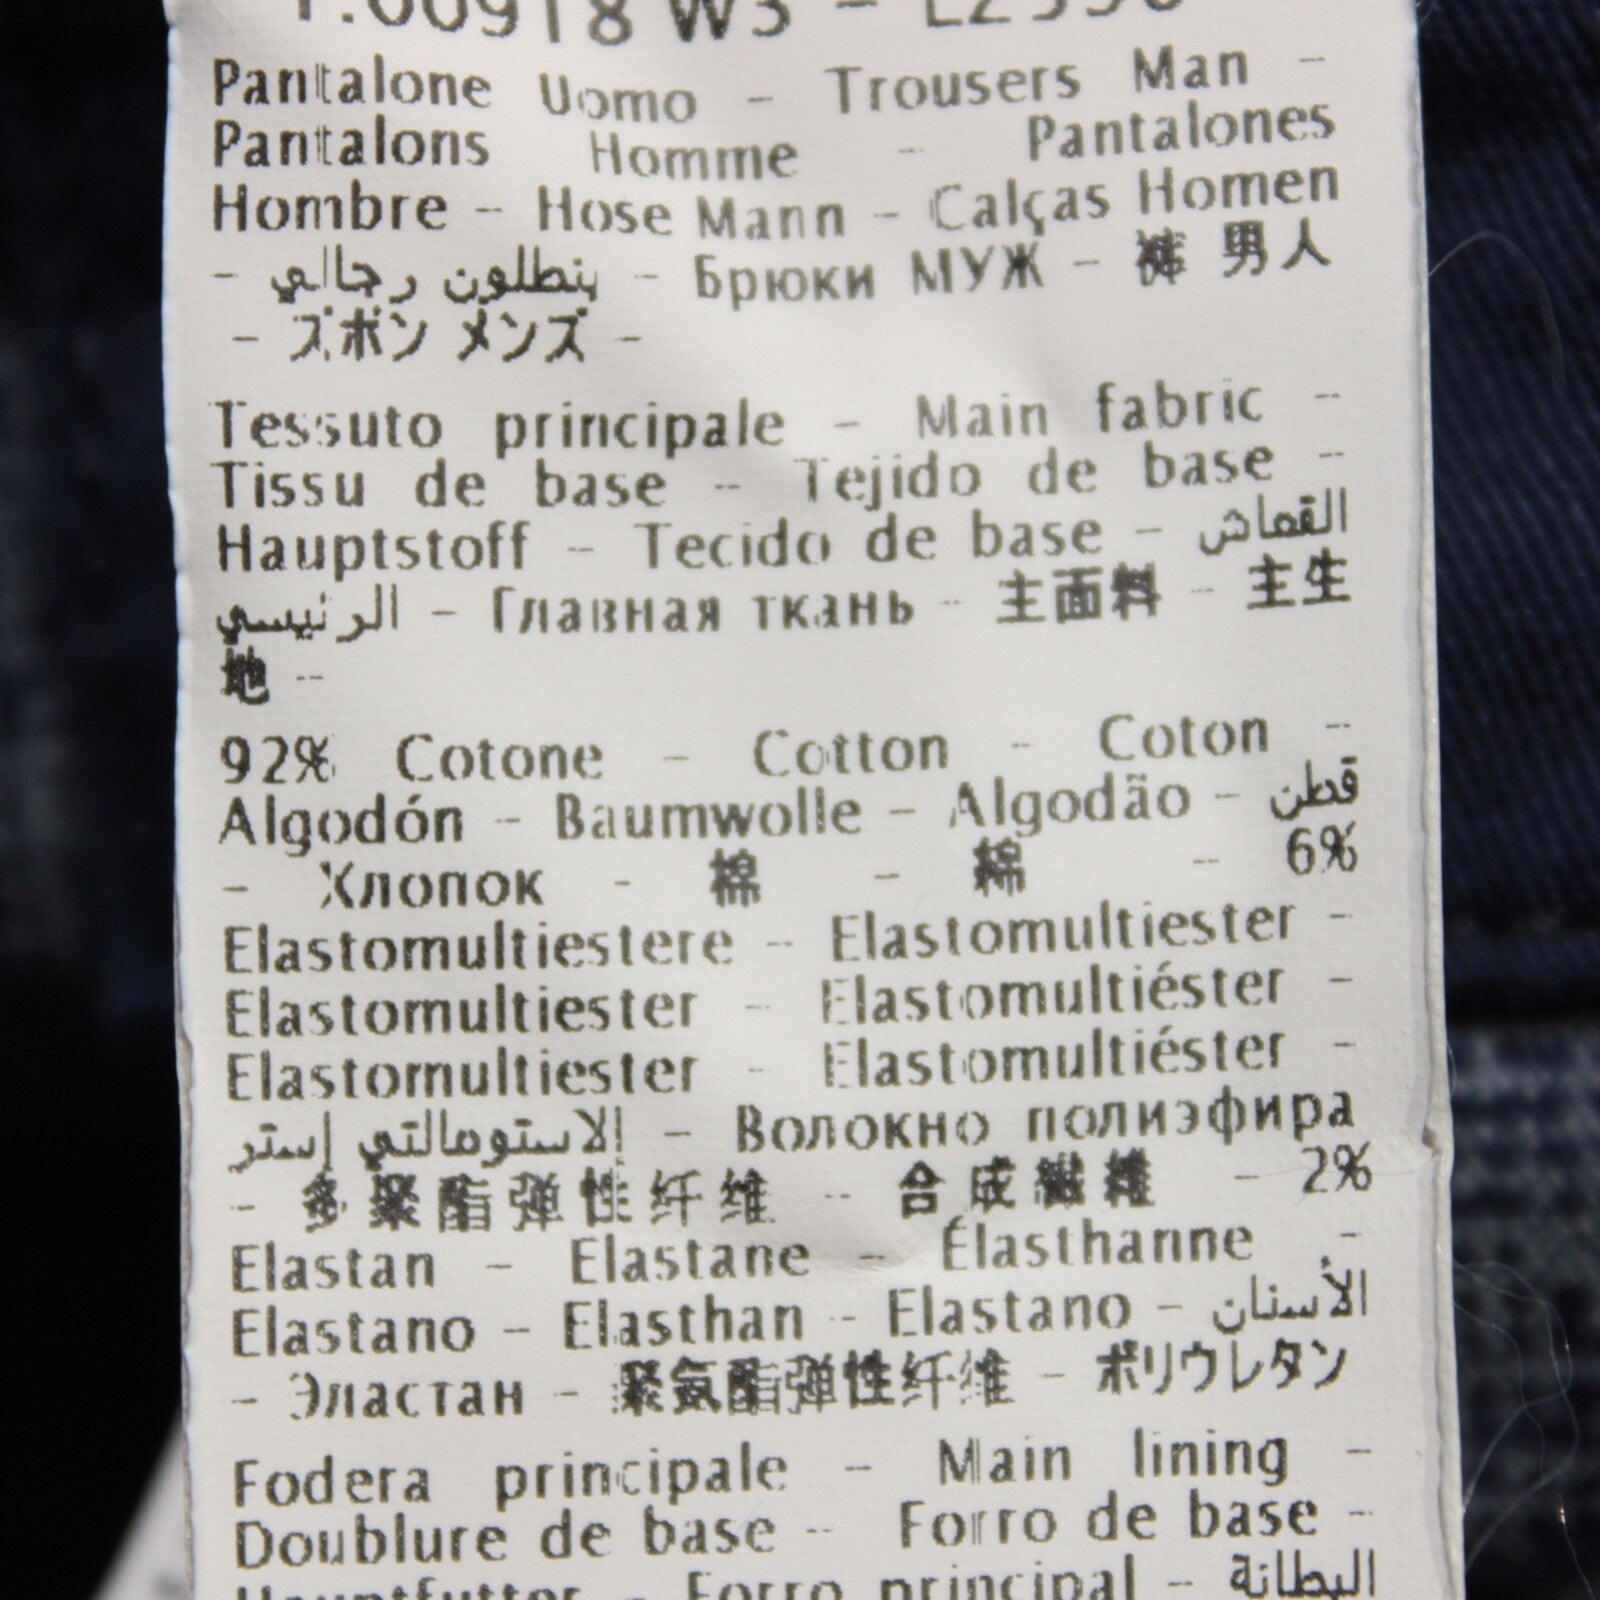 Pantalone Uomo - Trousers Man -
Pantalons Homme - Pantalones
Hombre - Hose Mann - Calças Homen
- بنطلون رجالي - Брюки МУЖ - 裤 男人
- ズボン メンズ -
Tessuto principale - Main fabric -
Tissu de base - Tejido de base -
Hauptstoff - Tecido de base - القماش
الرئيسي - Главная ткань - 主面料 - 主生
地 -
92% Cotone - Cotton - Coton -
Algodón - Baumwolle - Algodão - قطن
- Хлопок - 棉 - 綿 - 6%
Elastomultiestere - Elastomultiester -
Elastomultiester - Elastomultiéster -
Elastomultiester - Elastomultiéster -
الاستومالتي إستر - Волокно полиэфира
- 多聚酯弹性纤维 - 合成繊維 - 2%
Elastan - Elastane - Élasthanne -
Elastano - Elasthan - Elastano - الأسنان
- Эластан - 聚氨酯弹性纤维 - ポリウレタン
Fodera principale - Main lining -
Doublure de base - Forro de base -
Hauptfutter - Forro principal - البطانة